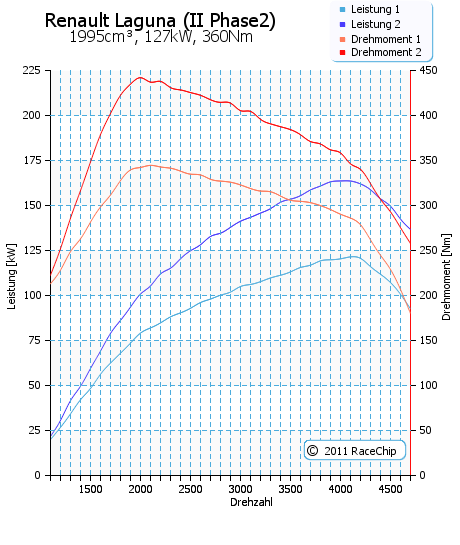 Renault Laguna (II Phase2)
1995cm³, 127kW, 360Nm
Leistung 1
Leistung 2
Drehmoment 1
Drehmoment 2
225
200
175
150
125
100
75
50
25
0
Leistung [kW]
450
400
350
300
250
200
150
100
50
0
Drehmoment [Nm]
1500 2000 2500 3000 3500 4000 4500
Drehzahl
© 2011 RaceChip